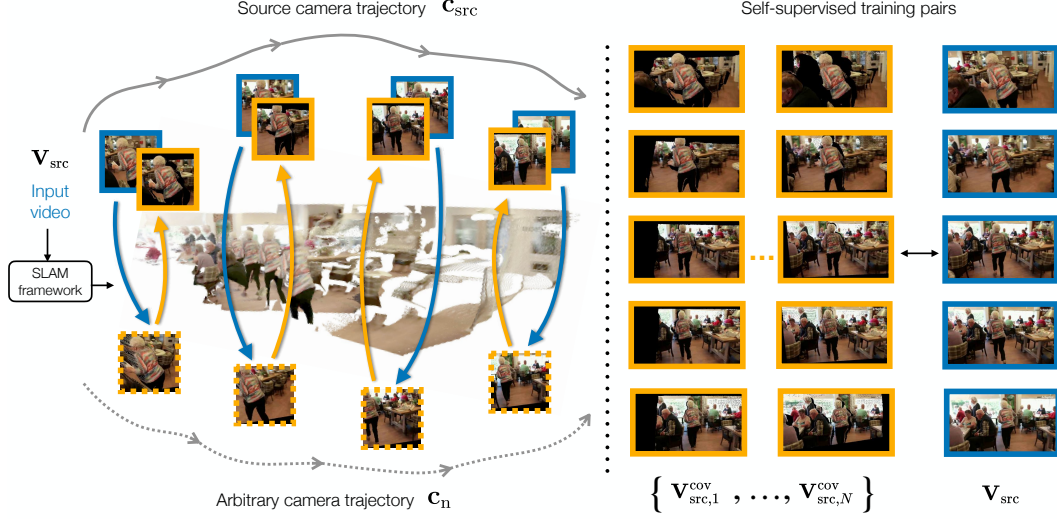 Source camera trajectory c_src
Self-supervised training pairs
V_src
Input
video
SLAM
framework
Arbitrary camera trajectory c_n
{ V^cov_src,1 , ..., V^cov_src,N }
V_src